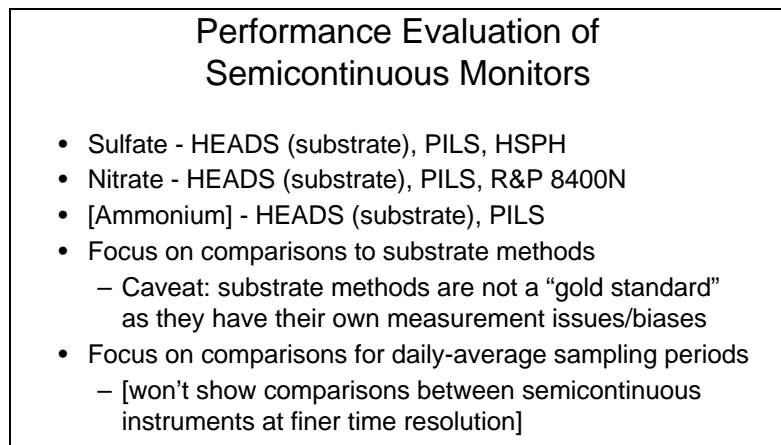 Performance Evaluation of
Semicontinuous Monitors
• Sulfate - HEADS (substrate), PILS, HSPH
• Nitrate - HEADS (substrate), PILS, R&P 8400N
• [Ammonium] - HEADS (substrate), PILS
• Focus on comparisons to substrate methods
– Caveat: substrate methods are not a “gold standard”
as they have their own measurement issues/biases
• Focus on comparisons for daily-average sampling periods
– [won’t show comparisons between semicontinuous
instruments at finer time resolution]